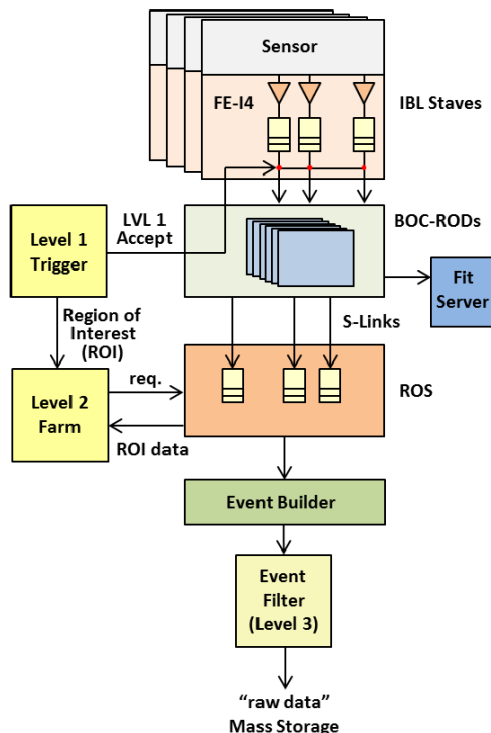 Sensor
FE-I4
IBL Staves
LVL 1
Accept
BOC-RODs
Level 1
Trigger
Fit
Server
Region of
Interest
(ROI)
S-Links
req.
ROS
Level 2
Farm
ROI data
Event Builder
Event
Filter
(Level 3)
“raw data”
Mass Storage